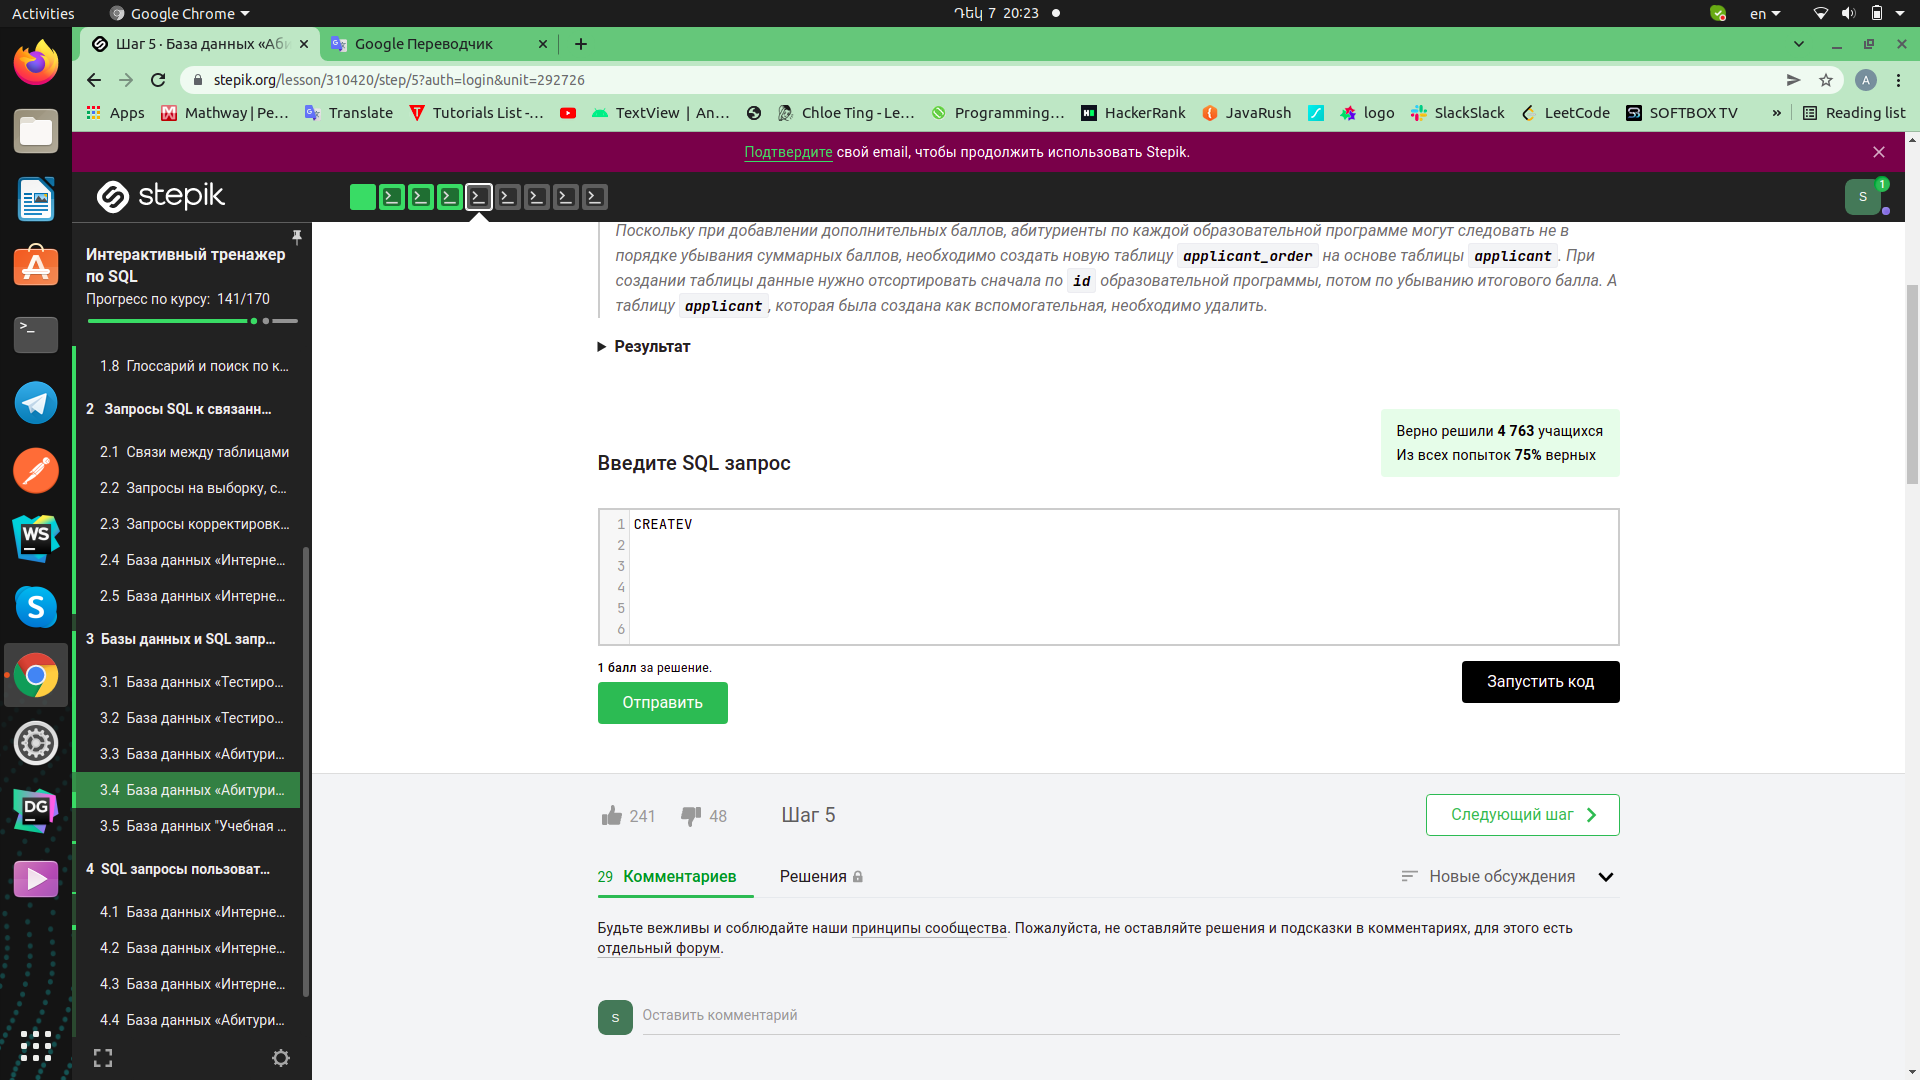 Activities
Google Chrome
Դեկ 7 20:23
en
Шаг 5 · База данных «Аби
Google Переводчик
stepik.org/lesson/310420/step/5?auth=login&unit=292726
A
Apps
Mathway | Pe...
Translate
Tutorials List -...
TextView | An...
Chloe Ting - Le...
Programming...
HackerRank
JavaRush
logo
SlackSlack
LeetCode
SOFTBOX TV
»
Reading list
Подтвердите свой email, чтобы продолжить использовать Stepik.
stepik
S
1
Интерактивный тренажер
по SQL
Прогресс по курсу: 141/170
1.8 Глоссарий и поиск по к...
2 Запросы SQL к связанн...
2.1 Связи между таблицами
2.2 Запросы на выборку, с...
2.3 Запросы корректировк...
2.4 База данных «Интерне...
2.5 База данных «Интерне...
3 Базы данных и SQL запр...
3.1 База данных «Тестиро...
3.2 База данных «Тестиро...
3.3 База данных «Абитури...
3.4 База данных «Абитури...
3.5 База данных "Учебная ...
4 SQL запросы пользоват...
4.1 База данных «Интерне...
4.2 База данных «Интерне...
4.3 База данных «Интерне...
4.4 База данных «Абитури...
Поскольку при добавлении дополнительных баллов, абитуриенты по каждой образовательной программе могут следовать не в
порядке убывания суммарных баллов, необходимо создать новую таблицу applicant_order на основе таблицы applicant. При
создании таблицы данные нужно отсортировать сначала по id образовательной программы, потом по убыванию итогового балла. А
таблицу applicant, которая была создана как вспомогательная, необходимо удалить.
Результат
Верно решили 4 763 учащихся
Из всех попыток 75% верных
Введите SQL запрос
1 CREATEV
2
3
4
5
6
1 балл за решение.
Отправить
Запустить код
241
48
Шаг 5
Следующий шаг
29 Комментариев
Решения
Новые обсуждения
Будьте вежливы и соблюдайте наши принципы сообщества. Пожалуйста, не оставляйте решения и подсказки в комментариях, для этого есть
отдельный форум.
S
Оставить комментарий
WS
S
DG